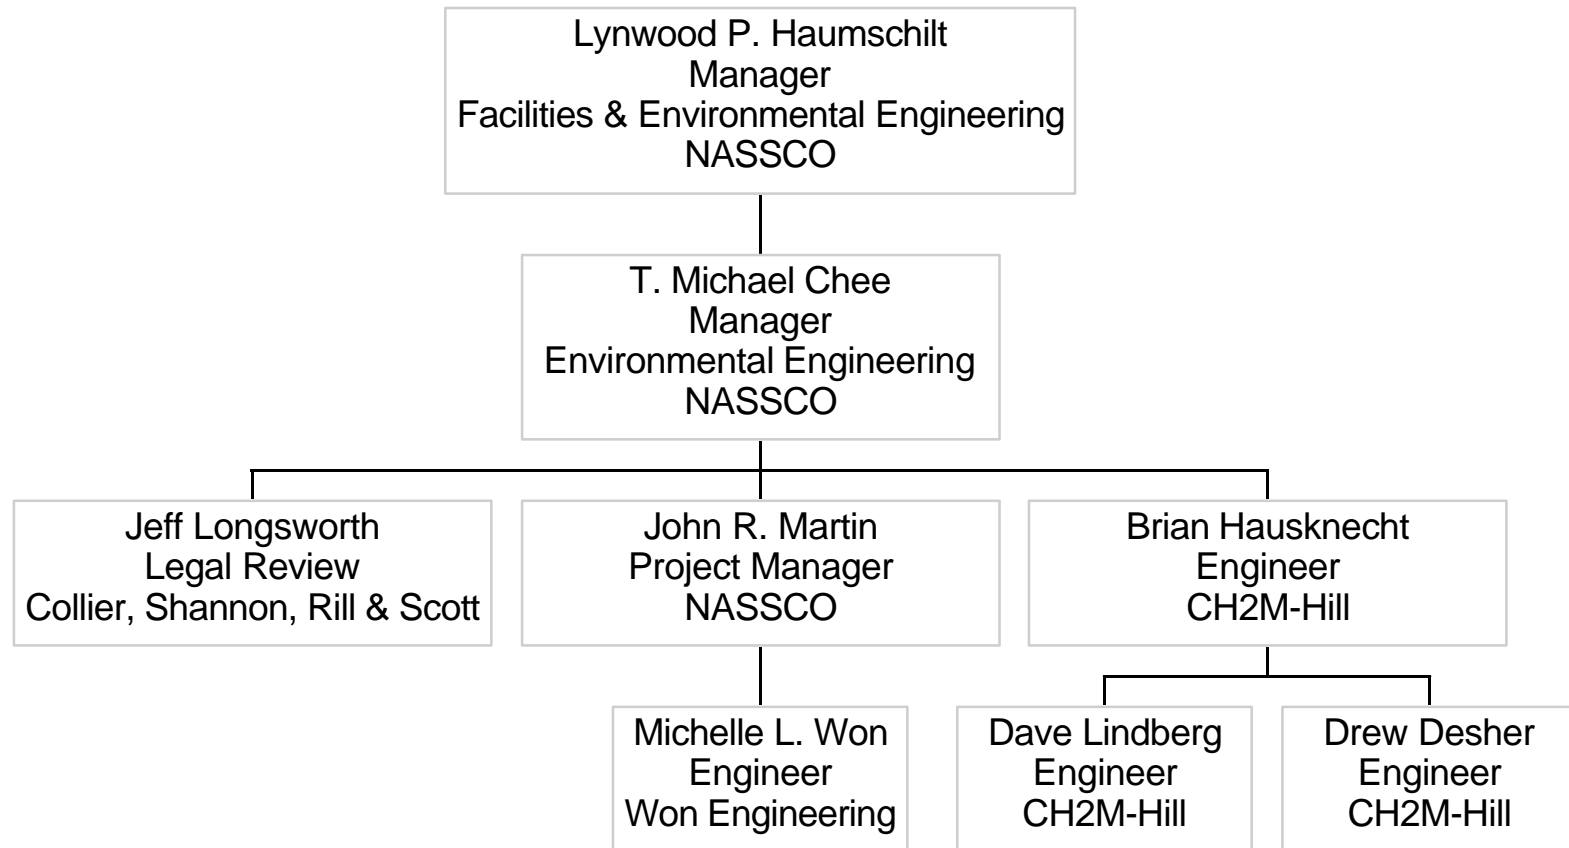 Lynwood P. Haumschilt
Manager
Facilities & Environmental Engineering
NASSCO
T. Michael Chee
Manager
Environmental Engineering
NASSCO
Jeff Longsworth
Legal Review
Collier, Shannon, Rill & Scott
John R. Martin
Project Manager
NASSCO
Brian Hausknecht
Engineer
CH2M-Hill
Michelle L. Won
Engineer
Won Engineering
Dave Lindberg
Engineer
CH2M-Hill
Drew Desher
Engineer
CH2M-Hill